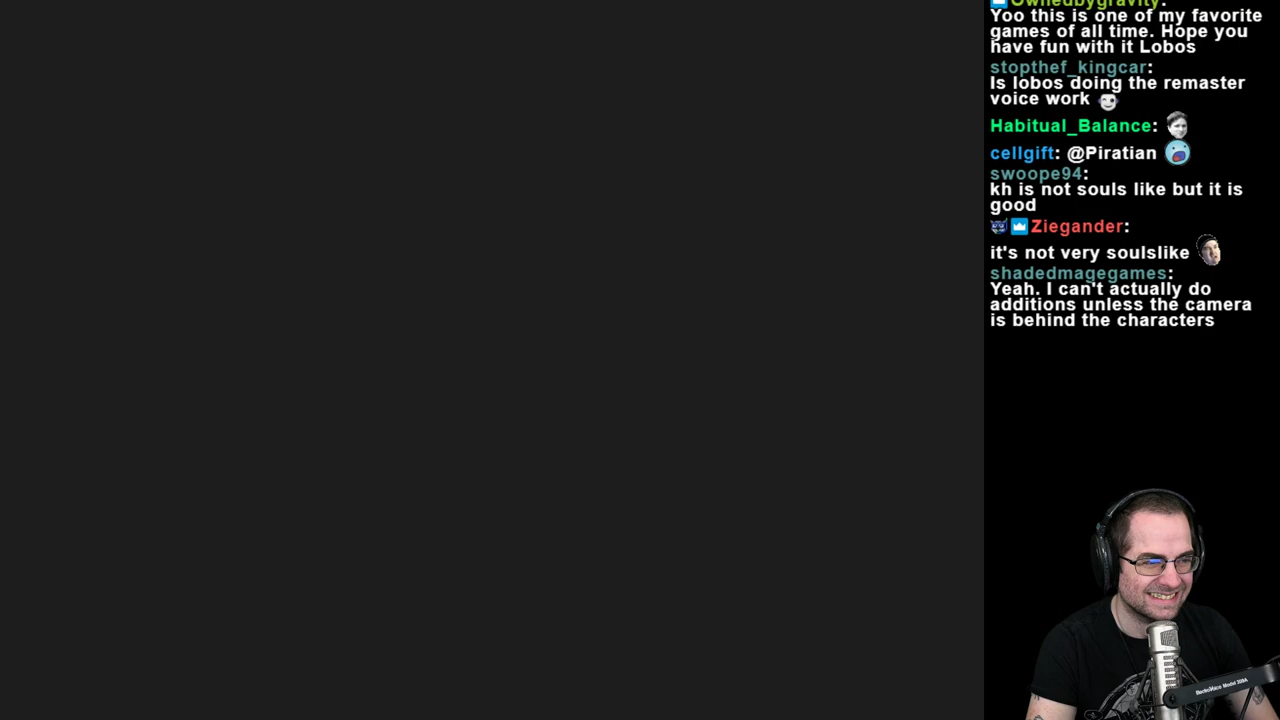 Ownedbygravity:
Yoo this is one of my favorite
games of all time. Hope you
have fun with it Lobos
stopthef_kingcar:
Is lobos doing the remaster
voice work
Habitual_Balance:
cellgift: @Piratian
swoope94:
kh is not souls like but it is
good
Ziegander:
it's not very soulslike
shadedmagegames:
Yeah. I can't actually do
additions unless the camera
is behind the characters